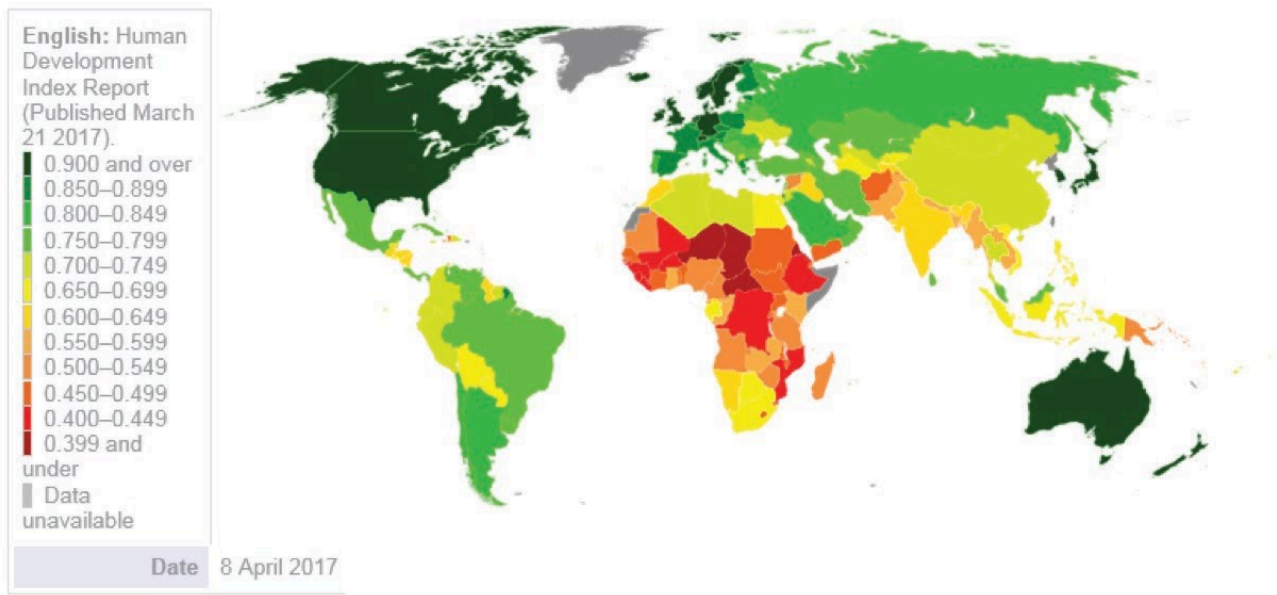 English: Human
Development
Index Report
(Published March
21 2017).
0.900 and over
0.850–0.899
0.800–0.849
0.750–0.799
0.700–0.749
0.650–0.699
0.600–0.649
0.550–0.599
0.500–0.549
0.450–0.499
0.400–0.449
0.399 and
under
Data
unavailable
Date 8 April 2017